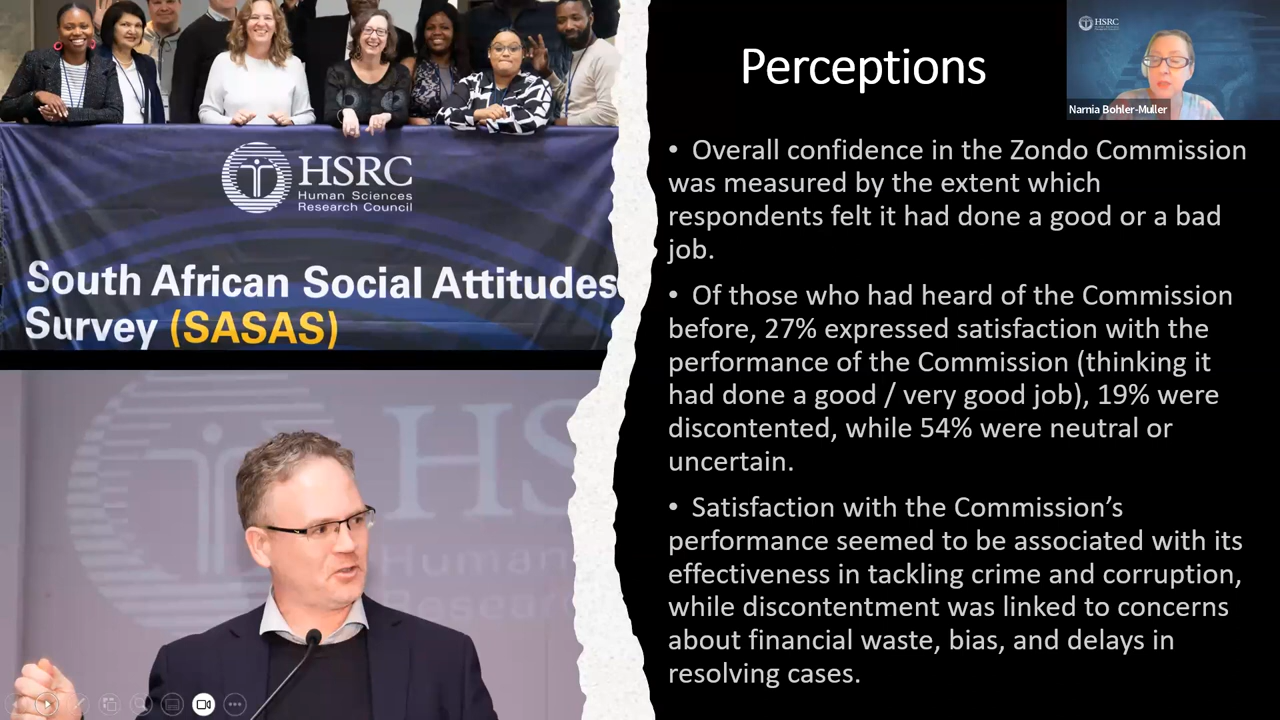 HSRC
Human Sciences
Research Council
South African Social Attitudes
Survey (SASAS)
HS
Human
Resear
Perceptions
HSRC
Narnia Bohler-Muller
• Overall confidence in the Zondo Commission
was measured by the extent which
respondents felt it had done a good or a bad
job.
• Of those who had heard of the Commission
before, 27% expressed satisfaction with the
performance of the Commission (thinking it
had done a good / very good job), 19% were
discontented, while 54% were neutral or
uncertain.
• Satisfaction with the Commission’s
performance seemed to be associated with its
effectiveness in tackling crime and corruption,
while discontentment was linked to concerns
about financial waste, bias, and delays in
resolving cases.